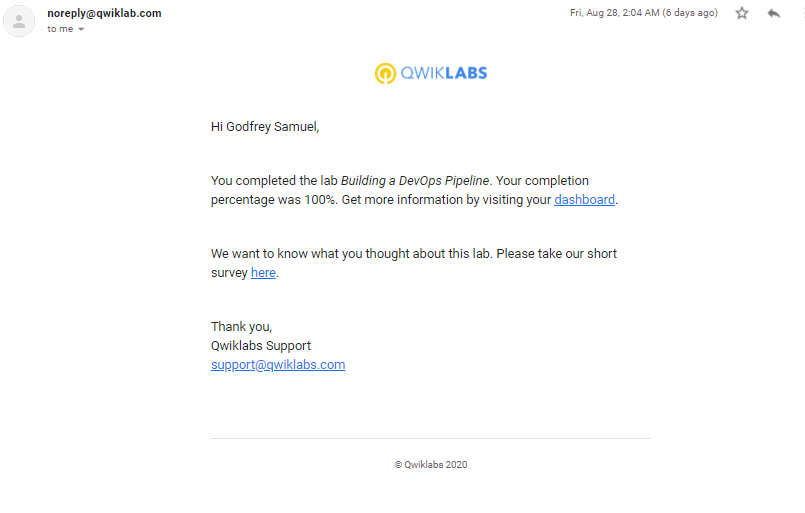 noreply@qwiklab.com
Fri, Aug 28, 2:04 AM (6 days ago)
to me
QWIKLABS
Hi Godfrey Samuel,
You completed the lab Building a DevOps Pipeline. Your completion
percentage was 100%. Get more information by visiting your dashboard.
We want to know what you thought about this lab. Please take our short
survey here.
Thank you,
Qwiklabs Support
support@qwiklabs.com
© Qwiklabs 2020